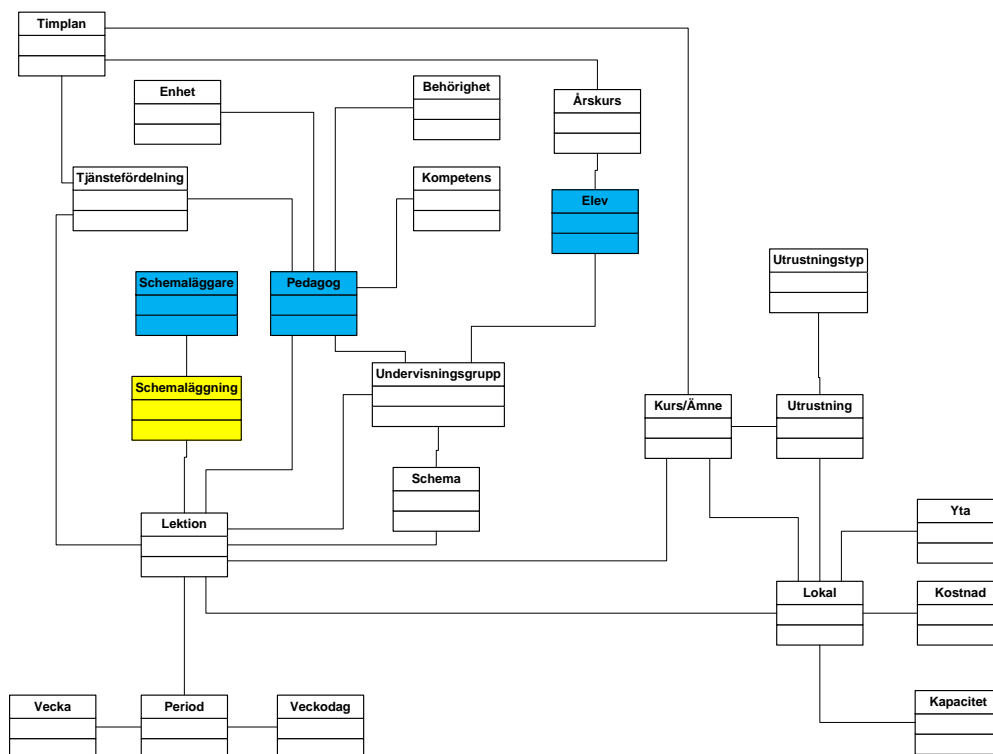 Timplan
Enhet
Behörighet
Årskurs
Tjänstefördelning
Kompetens
Elev
Utrustningstyp
Schemaläggare
Pedagog
Undervisningsgrupp
Schemaläggning
Kurs/Ämne
Utrustning
Schema
Yta
Lektion
Lokal
Kostnad
Kapacitet
Vecka
Period
Veckodag